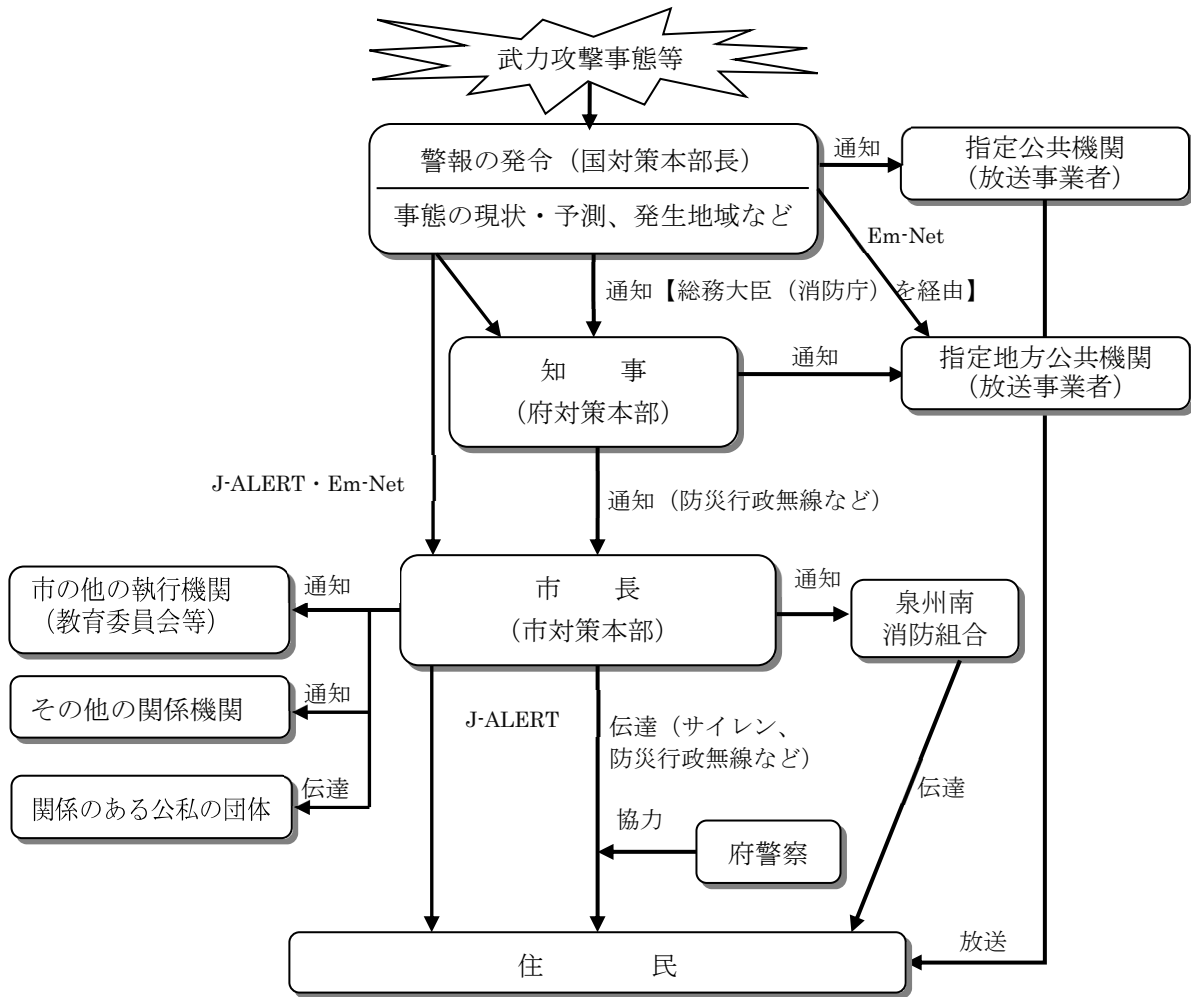 武力攻撃事態等
警報の発令（国対策本部長）
事態の現状・予測、発生地域など
通知
指定公共機関
（放送事業者）
Em-Net
通知【総務大臣（消防庁）を経由】
知　　事
（府対策本部）
通知
指定地方公共機関
（放送事業者）
J-ALERT・Em-Net
通知（防災行政無線など）
市の他の執行機関
（教育委員会等）
通知
市　　長
（市対策本部）
通知
泉州南
消防組合
その他の関係機関
通知
J-ALERT
伝達（サイレン、
防災行政無線など）
関係のある公私の団体
伝達
協力
府警察
伝達
住　　　　民
放送